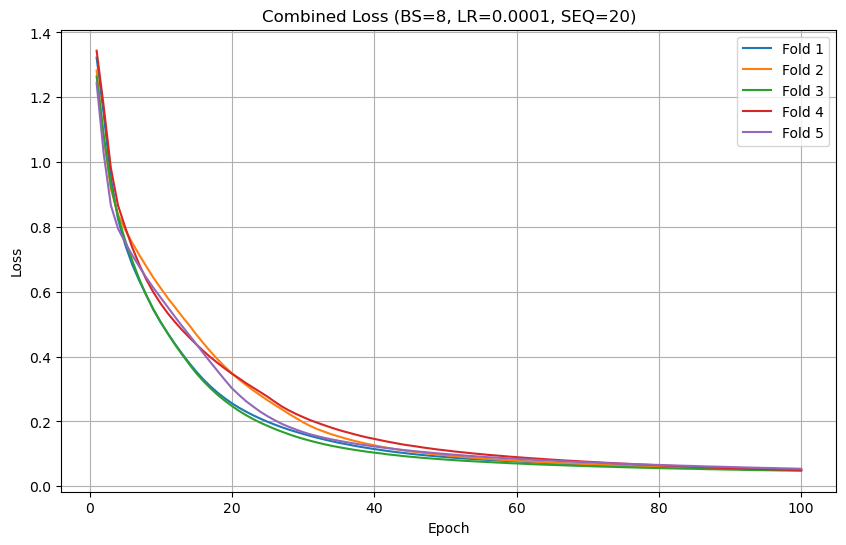 Combined Loss (BS=8, LR=0.0001, SEQ=20)
Fold 1
Fold 2
Fold 3
Fold 4
Fold 5
Loss
1.4
1.2
1.0
0.8
0.6
0.4
0.2
0.0
0 20 40 60 80 100
Epoch